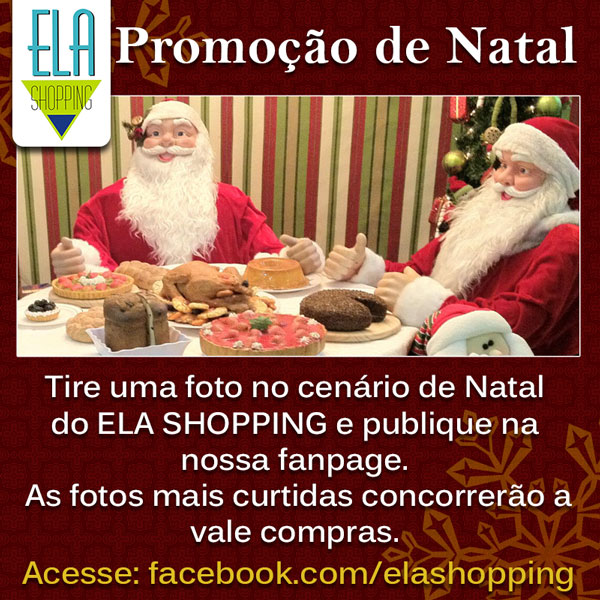 ELA
SHOPPING
Promoção de Natal
Tire uma foto no cenário de Natal
do ELA SHOPPING e publique na
nossa fanpage.
As fotos mais curtidas concorrerão a
vale compras.
Acesse: facebook.com/elashopping